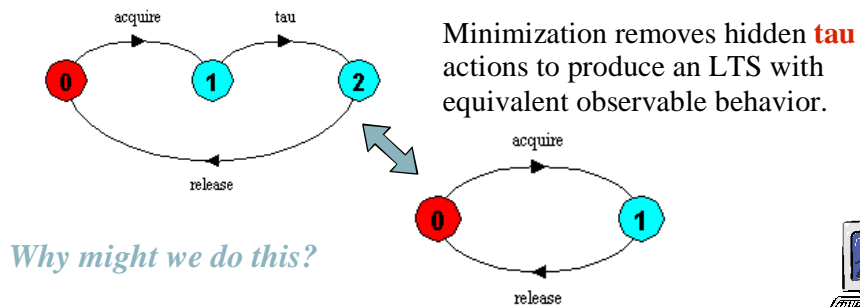 acquire
tau
0
1
2
release
Minimization removes hidden tau
actions to produce an LTS with
equivalent observable behavior.
acquire
0
1
release
Why might we do this?